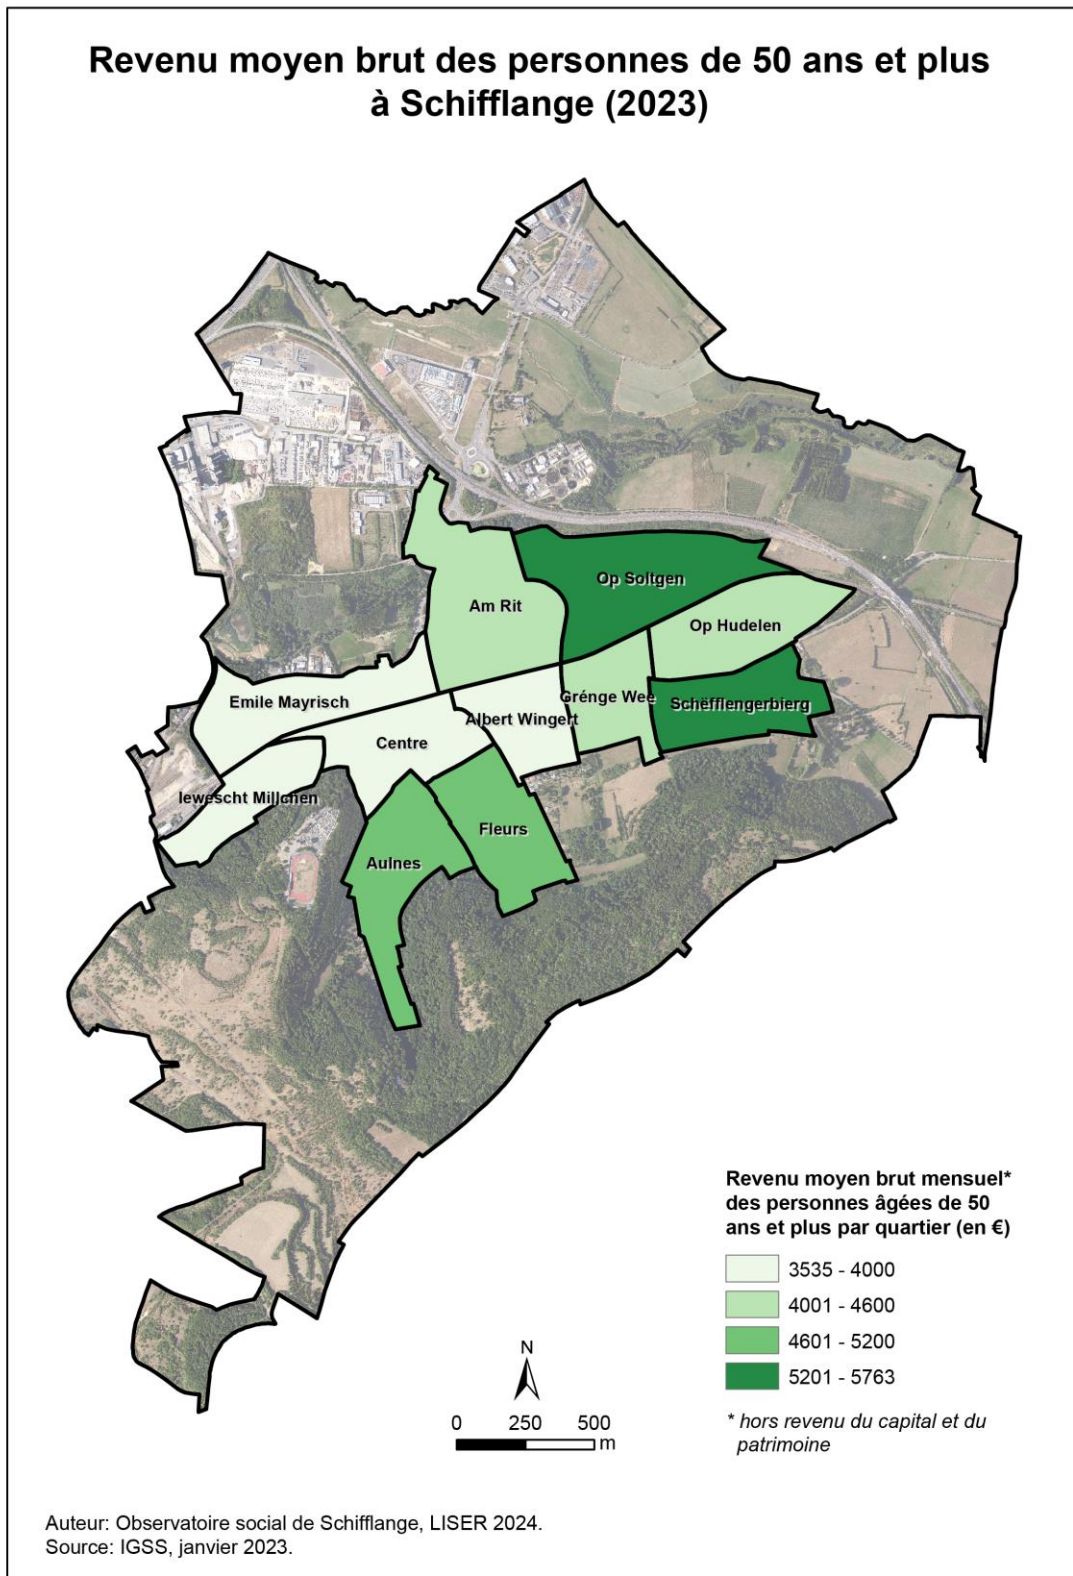 Revenu moyen brut des personnes de 50 ans et plus
à Schifflange (2023)
Op Soltgen
Am Rit
Op Hudelen
Emile Mayrisch
Grénge Wee
Schëfflengerbierg
Albert Wingert
Centre
Iewescht Millchen
Fleurs
Aulnes
Revenu moyen brut mensuel*
des personnes âgées de 50
ans et plus par quartier (en €)
3535 - 4000
4001 - 4600
4601 - 5200
5201 - 5763
* hors revenu du capital et du
patrimoine
N
0 250 500
m
Auteur: Observatoire social de Schifflange, LISER 2024.
Source: IGSS, janvier 2023.